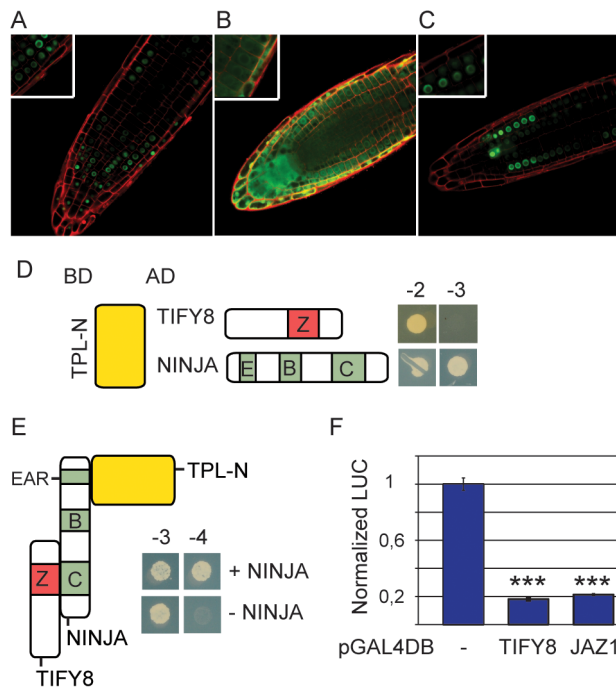 A
B
C
D
BD
AD
-2
-3
TPL-N
TIFY8
Z
NINJA
E
B
C
E
EAR
TPL-N
B
Z
C
NINJA
TIFY8
-3
-4
+ NINJA
- NINJA
F
Normalized LUC
1
0,6
0,2
***
***
pGAL4DB
-
TIFY8
JAZ1